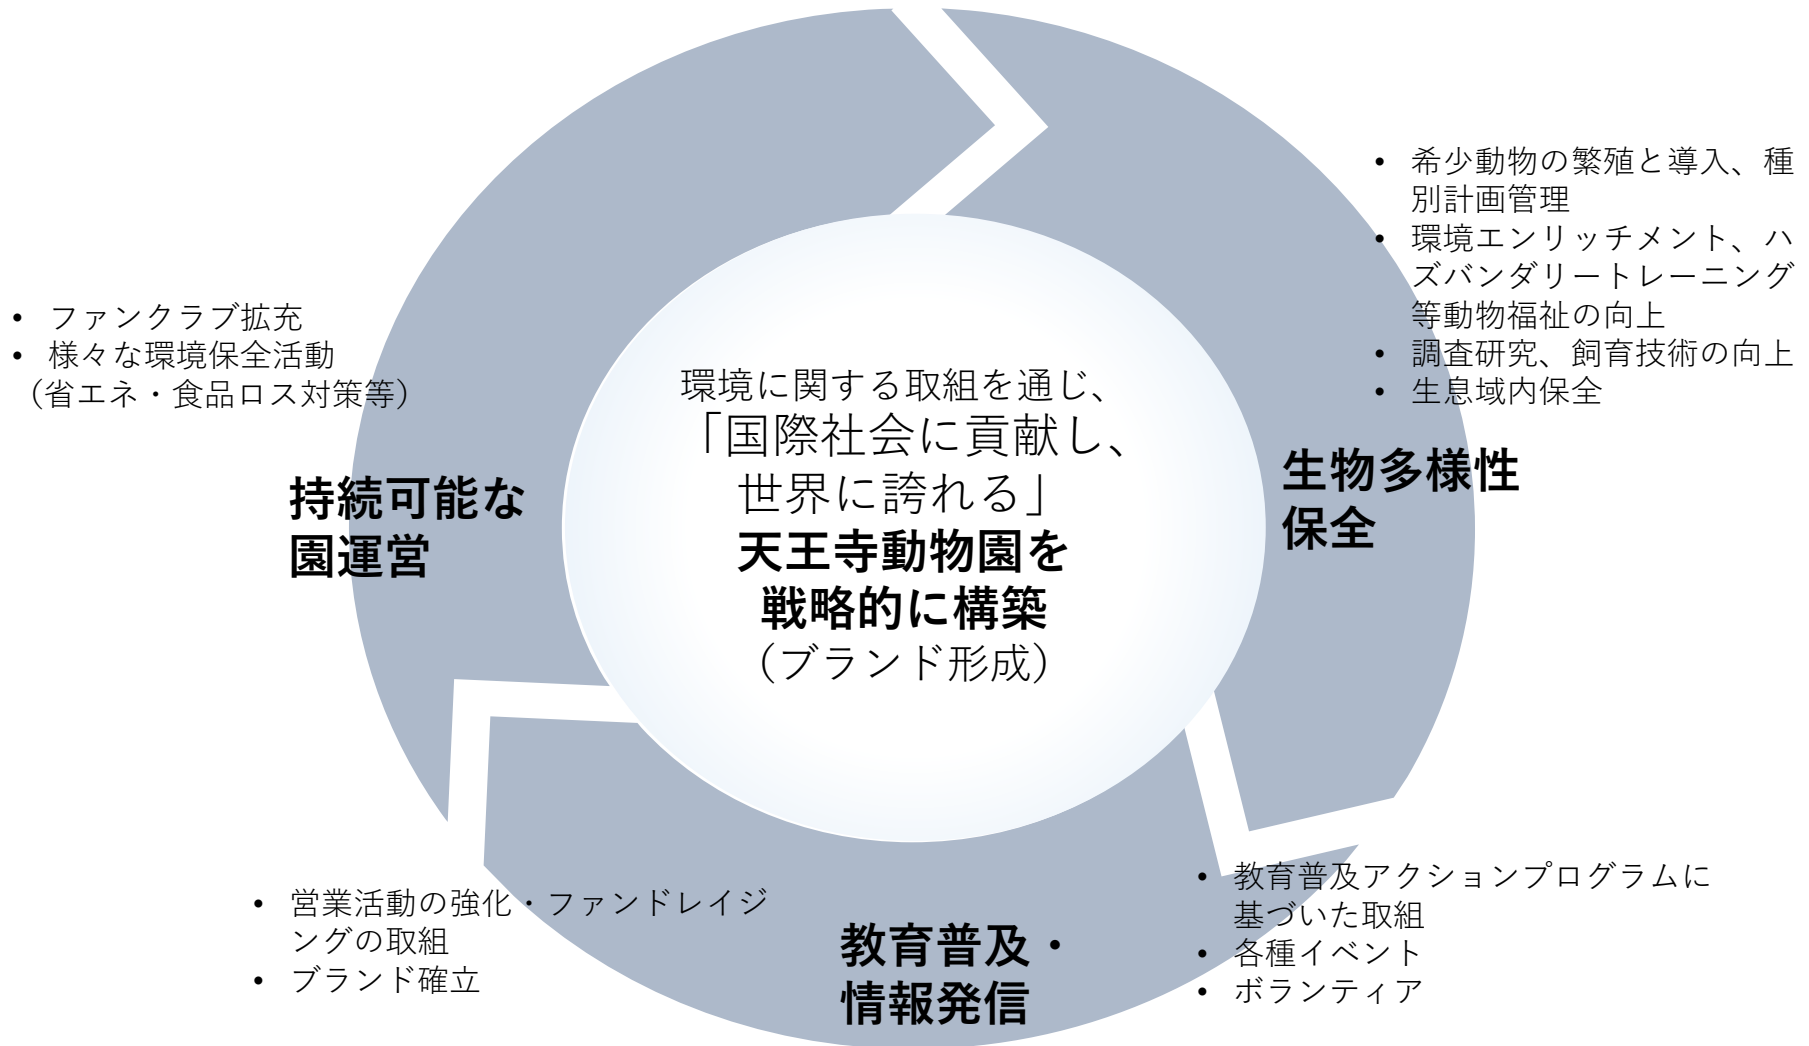 環境に関する取組を通じ、
「国際社会に貢献し、
世界に誇れる」
天王寺動物園を
戦略的に構築
（ブランド形成）
• 希少動物の繁殖と導入、種
別計画管理
• 環境エンリッチメント、ハ
ズバンダリートレーニング
等動物福祉の向上
• 調査研究、飼育技術の向上
• 生息域内保全
生物多様性
保全
• 教育普及アクションプログラムに
基づいた取組
• 各種イベント
• ボランティア
教育普及・
情報発信
• 営業活動の強化・ファンドレイジ
ングの取組
• ブランド確立
• ファンクラブ拡充
• 様々な環境保全活動
（省エネ・食品ロス対策等）
持続可能な
園運営